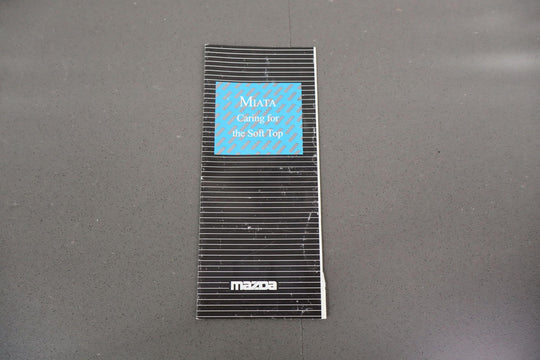 MIATA
Caring for
the Soft Top
mazda